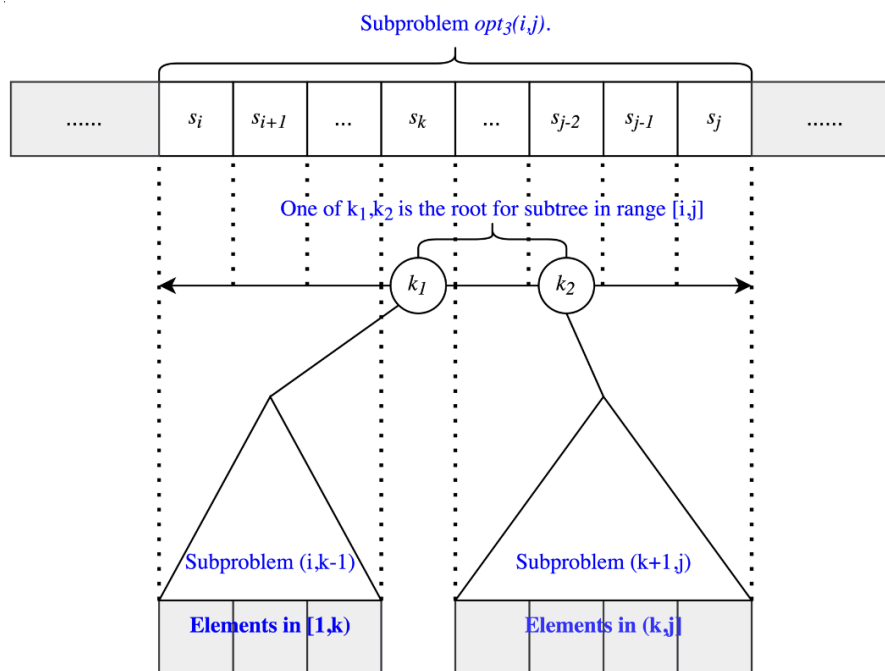 Subproblem opt₃(i,j).
...... sᵢ sᵢ₊₁ ... sₖ ... sⱼ₋₂ sⱼ₋₁ sⱼ ......
One of k₁,k₂ is the root for subtree in range [i,j]
k₁ k₂
Subproblem (i,k-1) Subproblem (k+1,j)
Elements in [1,k) Elements in (k,j]